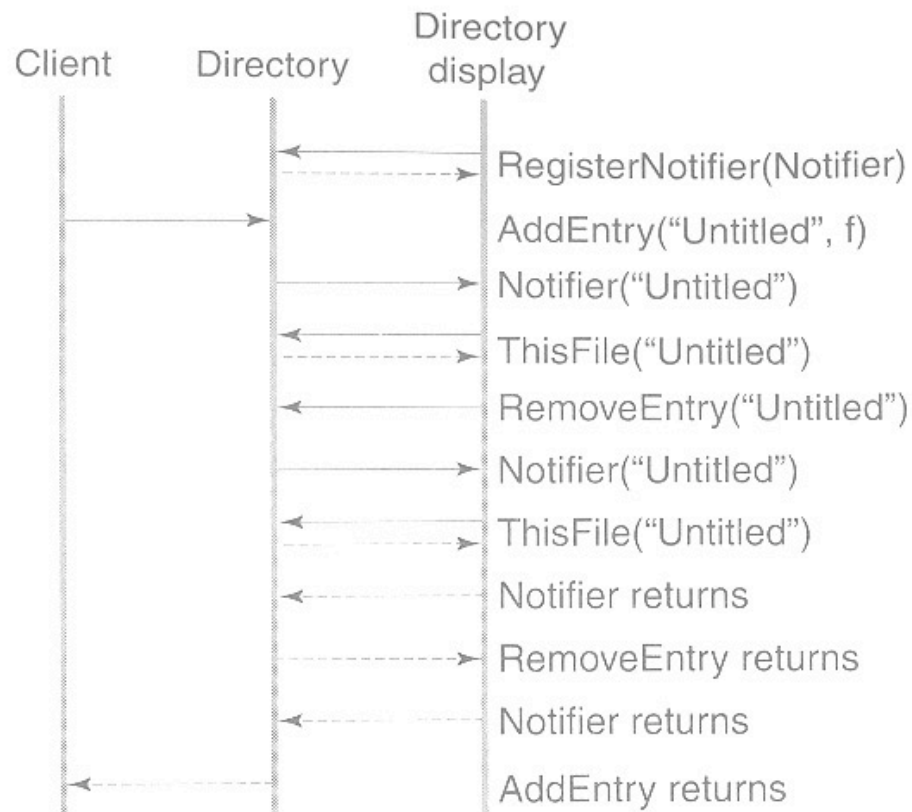 Client
Directory
Directory
display
RegisterNotifier(Notifier)
AddEntry(“Untitled”, f)
Notifier(“Untitled”)
ThisFile(“Untitled”)
RemoveEntry(“Untitled”)
Notifier(“Untitled”)
ThisFile(“Untitled”)
Notifier returns
RemoveEntry returns
Notifier returns
AddEntry returns